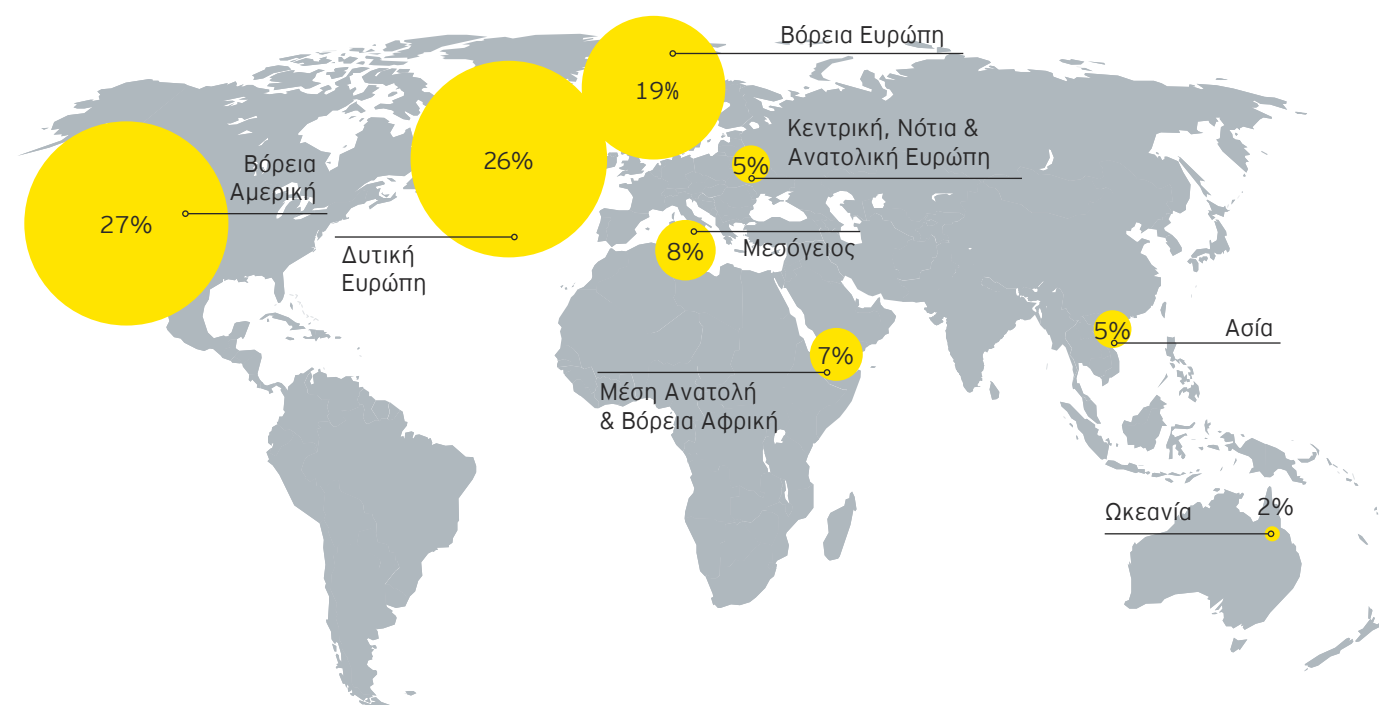 Βόρεια Ευρώπη
19%
Κεντρική, Νότια &
Ανατολική Ευρώπη
5%
Βόρεια
Αμερική
27%
26%
Δυτική
Ευρώπη
Μεσόγειος
8%
5%
Ασία
7%
Μέση Ανατολή
& Βόρεια Αφρική
Ωκεανία
2%